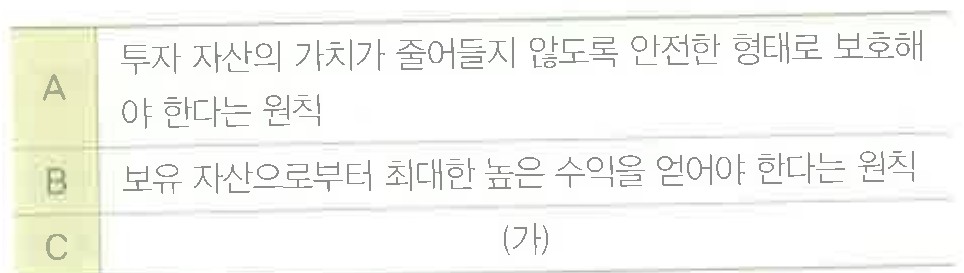 A 투자 자산의 가치가 줄어들지 않도록 안전한 형태로 보호해
야 한다는 원칙
B 보유 자산으로부터 최대한 높은 수익을 얻어야 한다는 원칙
C (가)